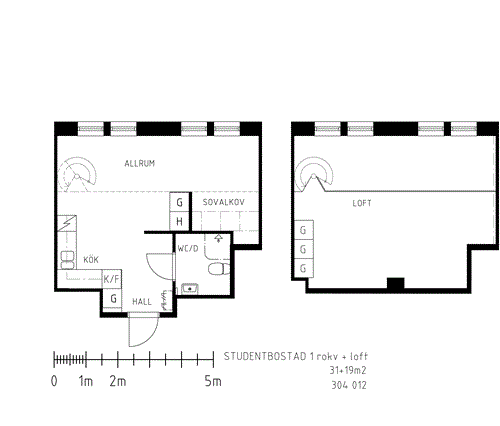 ALLRUM
G
SOVALKOV
LOFT
H
G
WC/D
G
KÖK
G
K/F
G
HALL
STUDENTBOSTAD 1 rokv + loft
31+19m2
0 1m 2m 5m
304 012